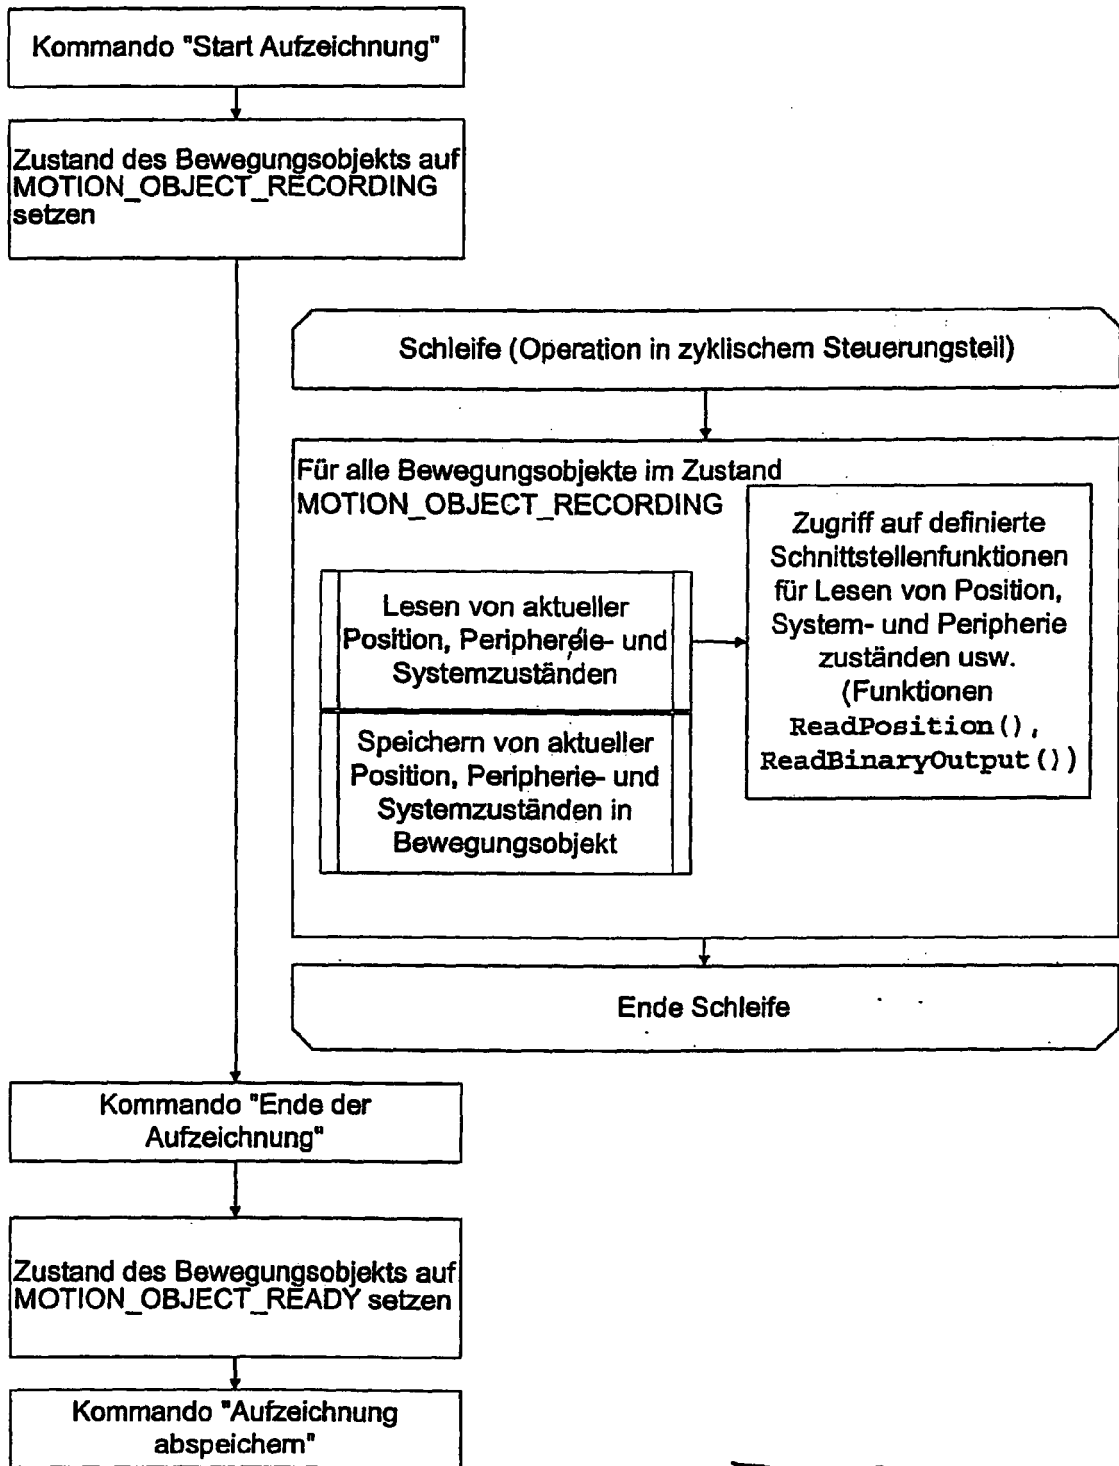 Kommando "Start Aufzeichnung"
Zustand des Bewegungsobjekts auf
MOTION_OBJECT_RECORDING
setzen
Schleife (Operation in zyklischem Steuerungsteil)
Für alle Bewegungsobjekte im Zustand
MOTION_OBJECT_RECORDING
Lesen von aktueller
Position, Peripherèie- und
Systemzuständen
Zugriff auf definierte
Schnittstellenfunktionen
für Lesen von Position,
System- und Peripherie
zuständen usw.
(Funktionen
ReadPosition(),
ReadBinaryOutput())
Speichern von aktueller
Position, Peripherie- und
Systemzuständen in
Bewegungsobjekt
Ende Schleife
Kommando "Ende der
Aufzeichnung"
Zustand des Bewegungsobjekts auf
MOTION_OBJECT_READY setzen
Kommando "Aufzeichnung
abspeichern"